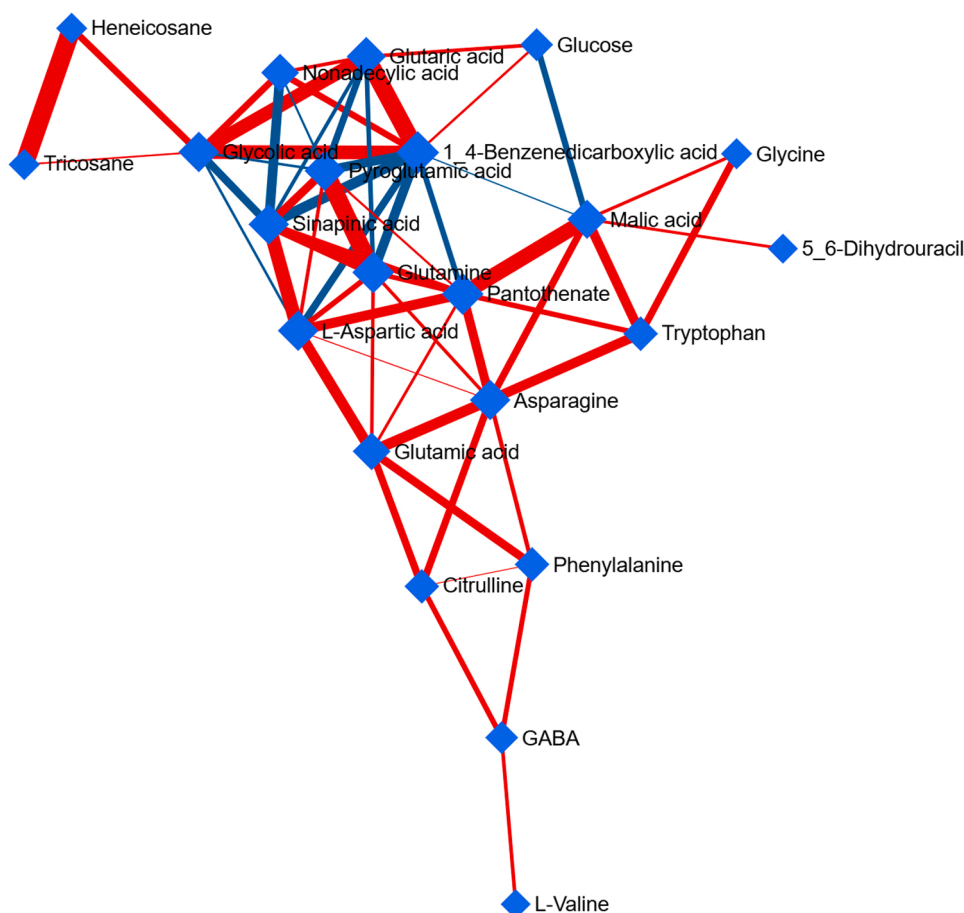 Heneicosane
Glucose
Glutaric acid
Nonadecylic acid
Glycolic acid
1_4-Benzenedicarboxylic acid
Glycine
Tricosane
Pyroglutamic acid
Sinapinic acid
Malic acid
5_6-Dihydrouracil
Glutamine
Pantothenate
L-Aspartic acid
Tryptophan
Asparagine
Glutamic acid
Phenylalanine
Citrulline
GABA
L-Valine